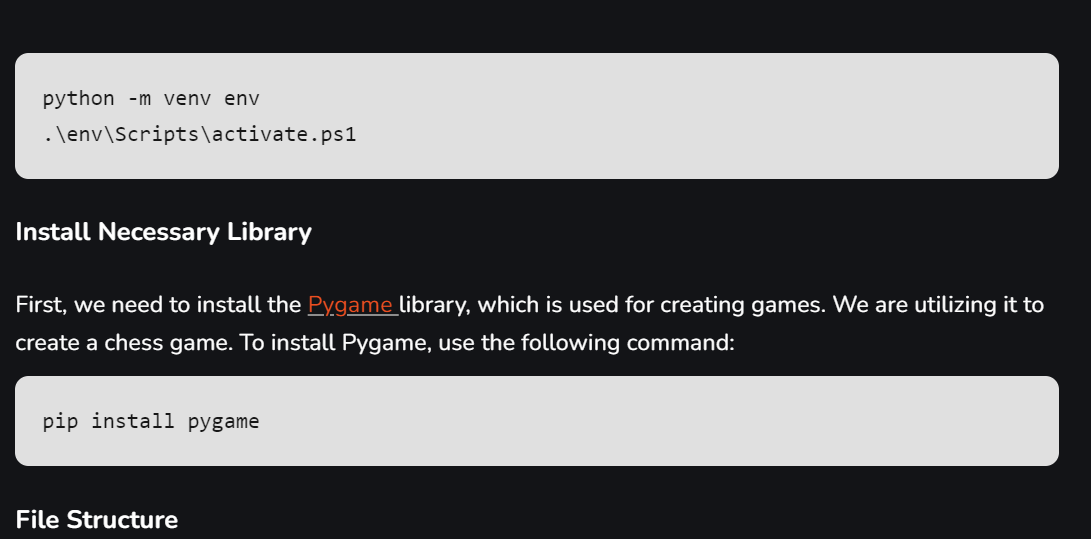 python -m venv env
.\env\Scripts\activate.ps1
Install Necessary Library
First, we need to install the Pygame library, which is used for creating games. We are utilizing it to
create a chess game. To install Pygame, use the following command:
pip install pygame
File Structure